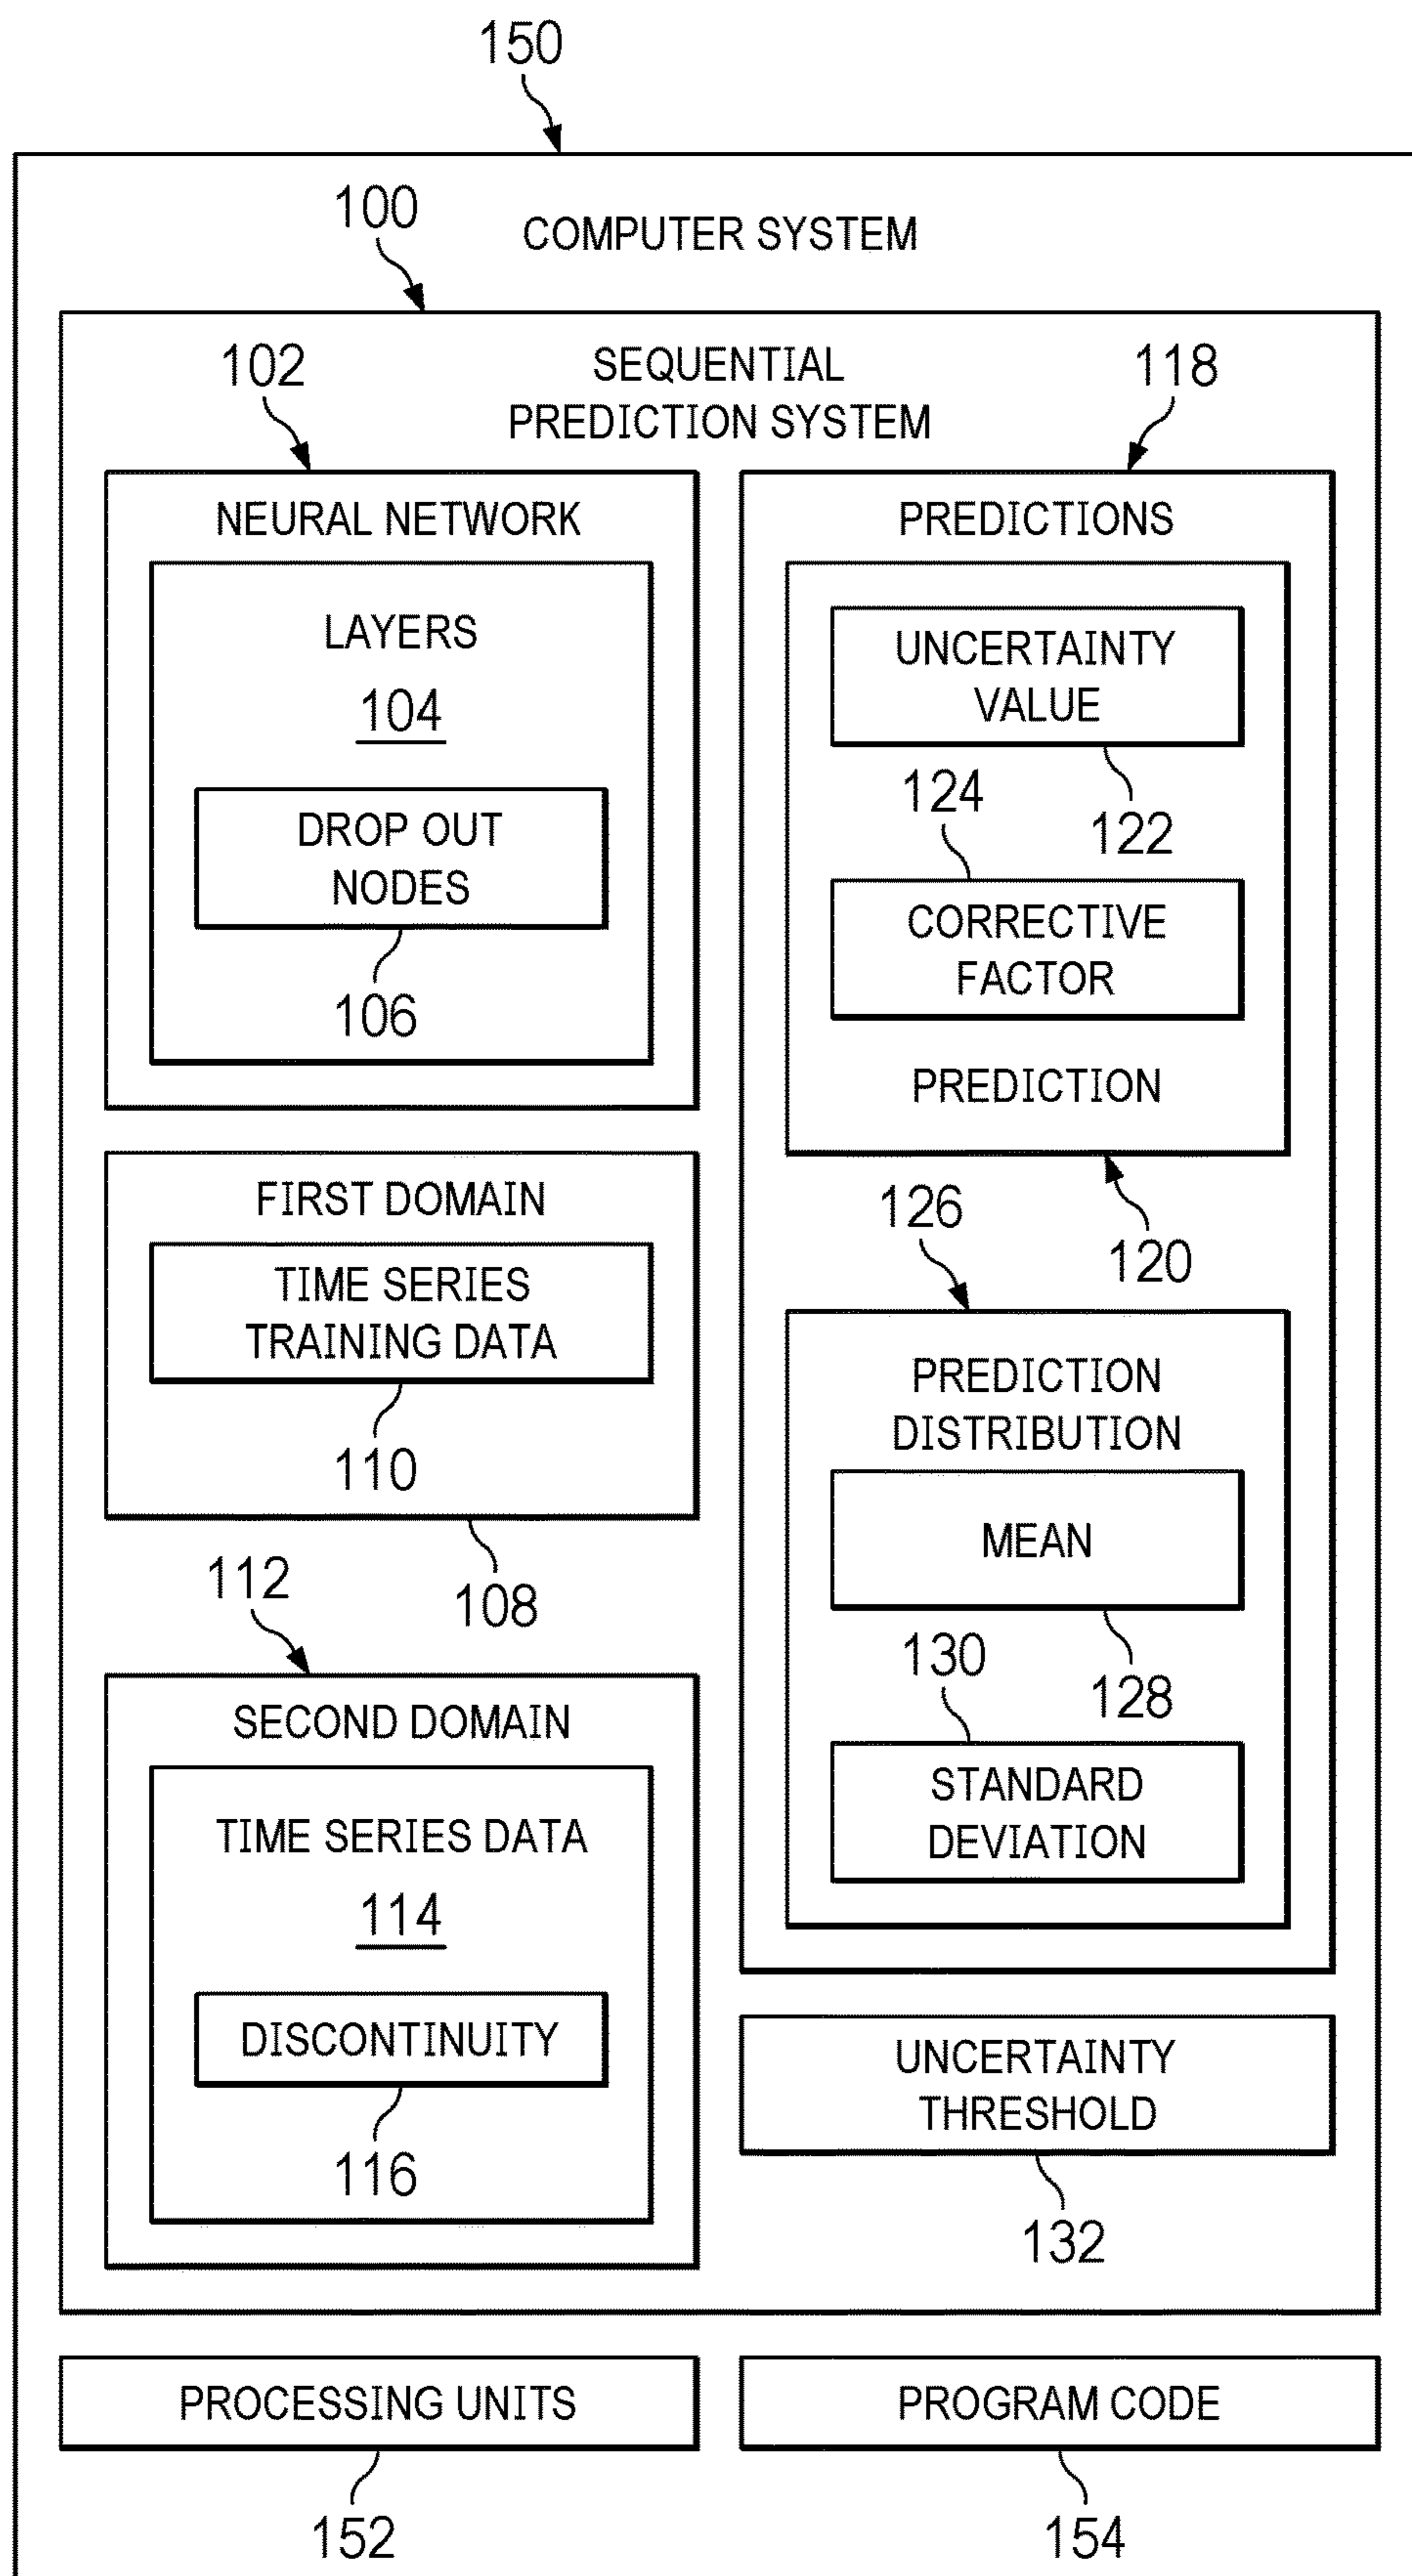 150
100
COMPUTER SYSTEM
102
SEQUENTIAL
PREDICTION SYSTEM
118
NEURAL NETWORK
LAYERS
104
DROP OUT
NODES
106
FIRST DOMAIN
TIME SERIES
TRAINING DATA
110
108
112
SECOND DOMAIN
TIME SERIES DATA
114
DISCONTINUITY
116
PREDICTIONS
UNCERTAINTY
VALUE
122
124
CORRECTIVE
FACTOR
PREDICTION
120
126
PREDICTION
DISTRIBUTION
MEAN
128
130
STANDARD
DEVIATION
UNCERTAINTY
THRESHOLD
132
PROCESSING UNITS
152
PROGRAM CODE
154